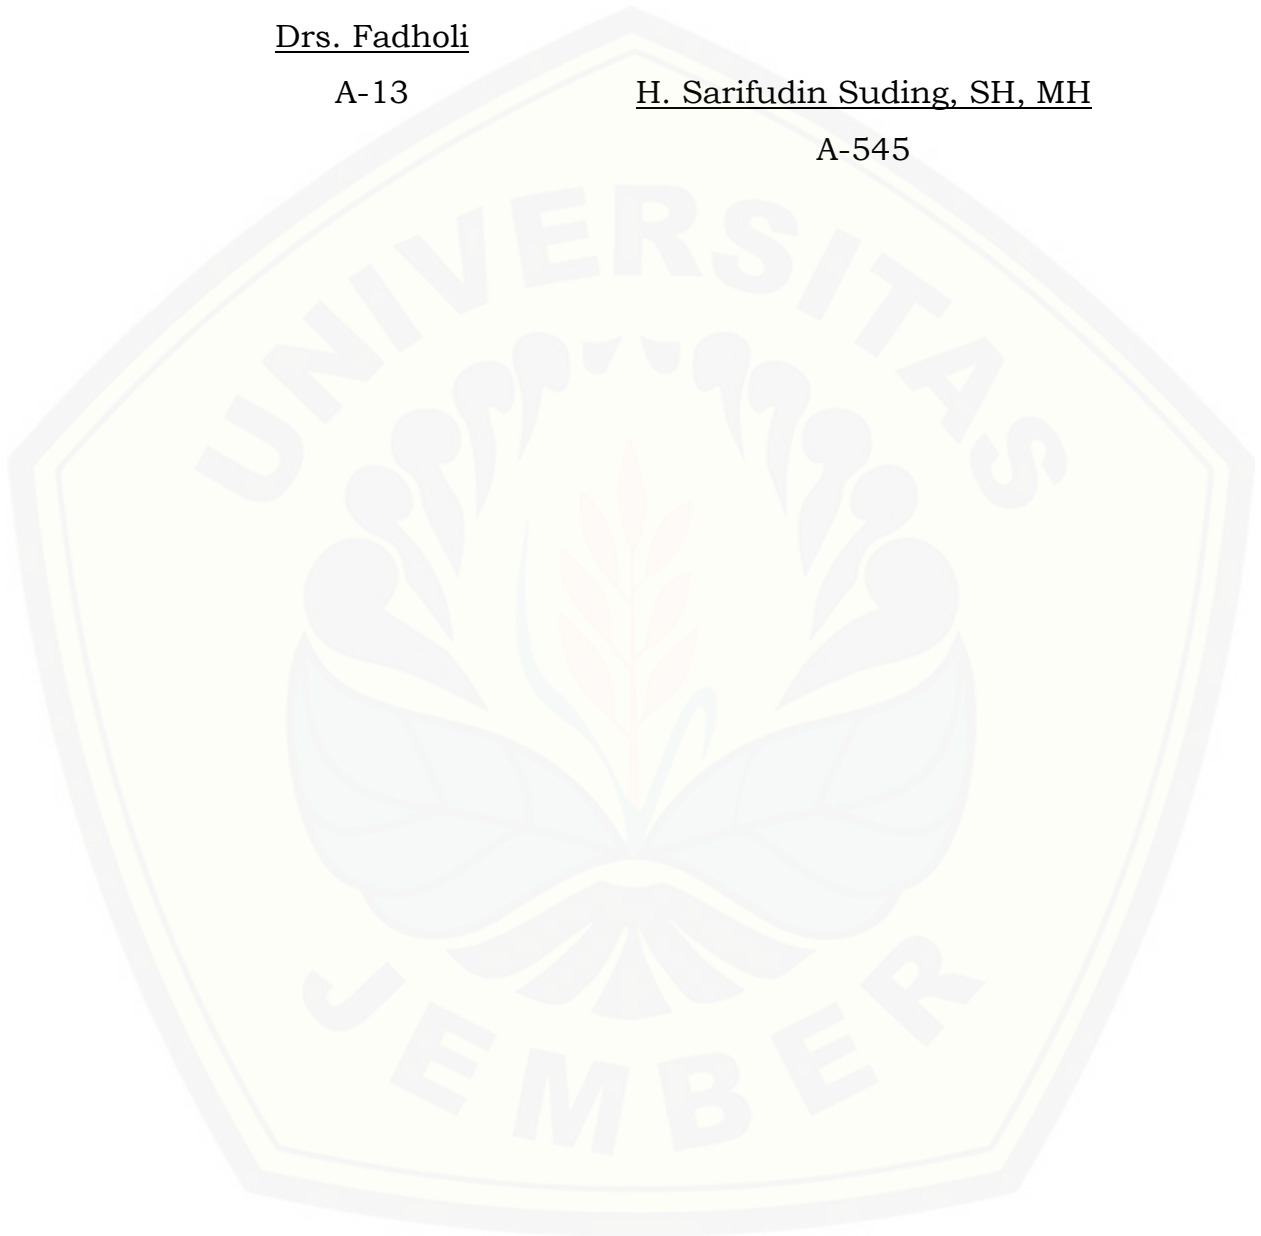 Drs. Fadholi
A-13
H. Sarifudin Suding, SH, MH
A-545
UNIVERSITAS
JEMBER